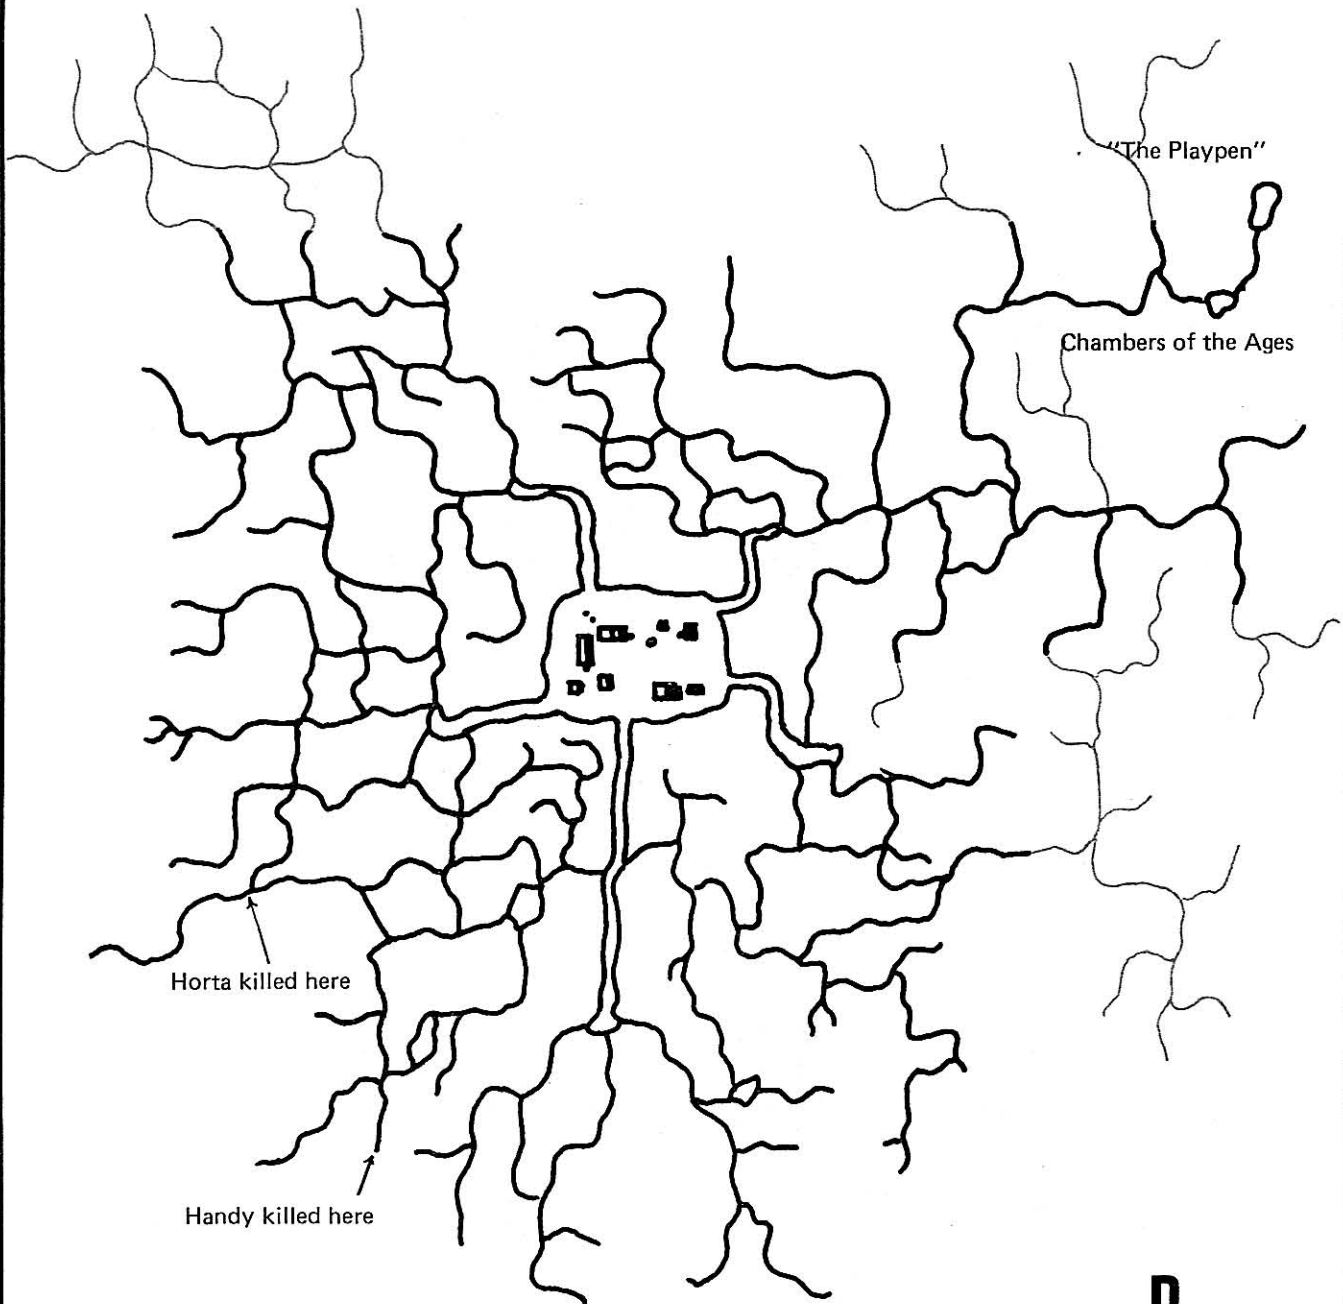 "The Playpen"
Chambers of the Ages
Horta killed here
Handy killed here